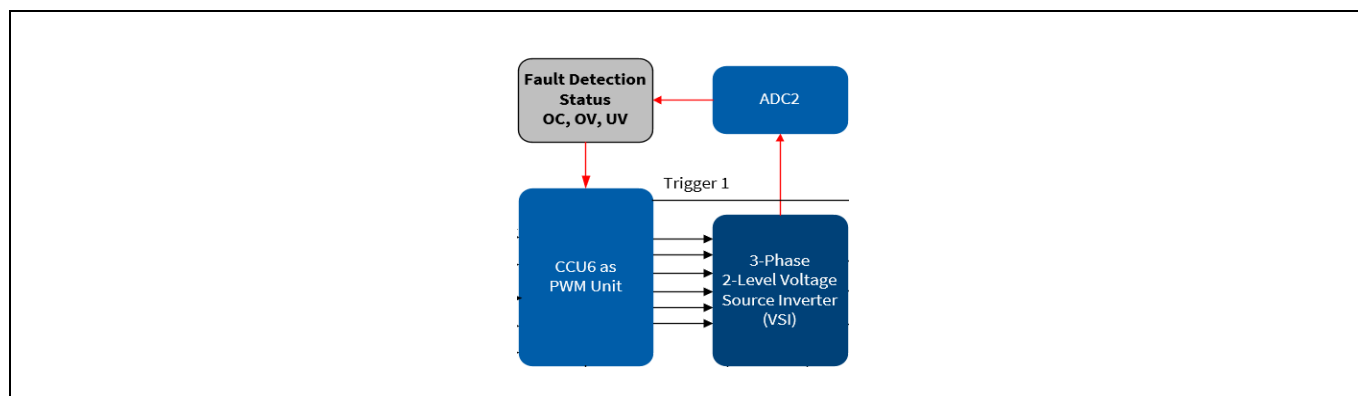 Fault Detection
Status
OC, OV, UV
ADC2
Trigger 1
CCU6 as
PWM Unit
3-Phase
2-Level Voltage
Source Inverter
(VSI)